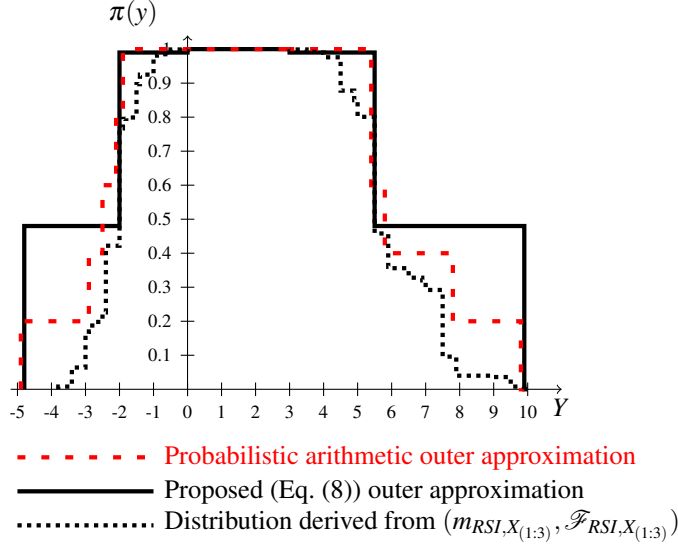 π(y)
1
0.9
0.8
0.7
0.6
0.5
0.4
0.3
0.2
0.1
-5 -4 -3 -2 -1 0 1 2 3 4 5 6 7 8 9 10 Y
Probabilistic arithmetic outer approximation
Proposed (Eq. (8)) outer approximation
Distribution derived from (m_{RSI,X_{(1:3)}}, ℱ_{RSI,X_{(1:3)}})